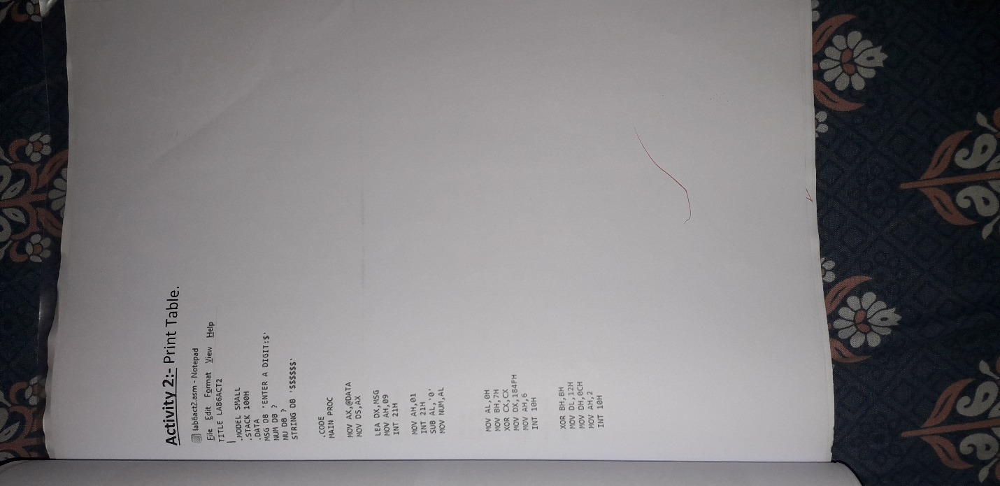 Activity 2:- Print Table.
lab6act2.asm - Notepad
File Edit Format View Help
TITLE LAB6ACT2
.MODEL SMALL
.STACK 100H
.DATA
MSG DB 'ENTER A DIGIT:$'
NUM DB ?
NU DB ?
STRING DB '$$$$$$'
.CODE
MAIN PROC
MOV AX,@DATA
MOV DS,AX
LEA DX,MSG
MOV AH,09
INT 21H
MOV AH,01
INT 21H
SUB AL,'0'
MOV NUM,AL
MOV AL,0H
MOV BH,7H
XOR CX,CX
MOV DX,184FH
MOV AH,6
INT 10H
XOR BH,BH
MOV DL,12H
MOV DH,0CH
MOV AH,2
INT 10H